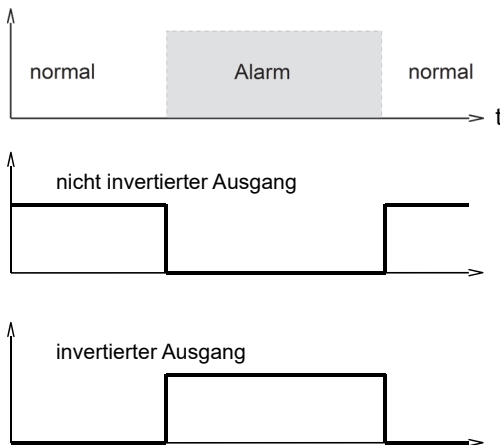 normal Alarm normal
t
nicht invertierter Ausgang
invertierter Ausgang